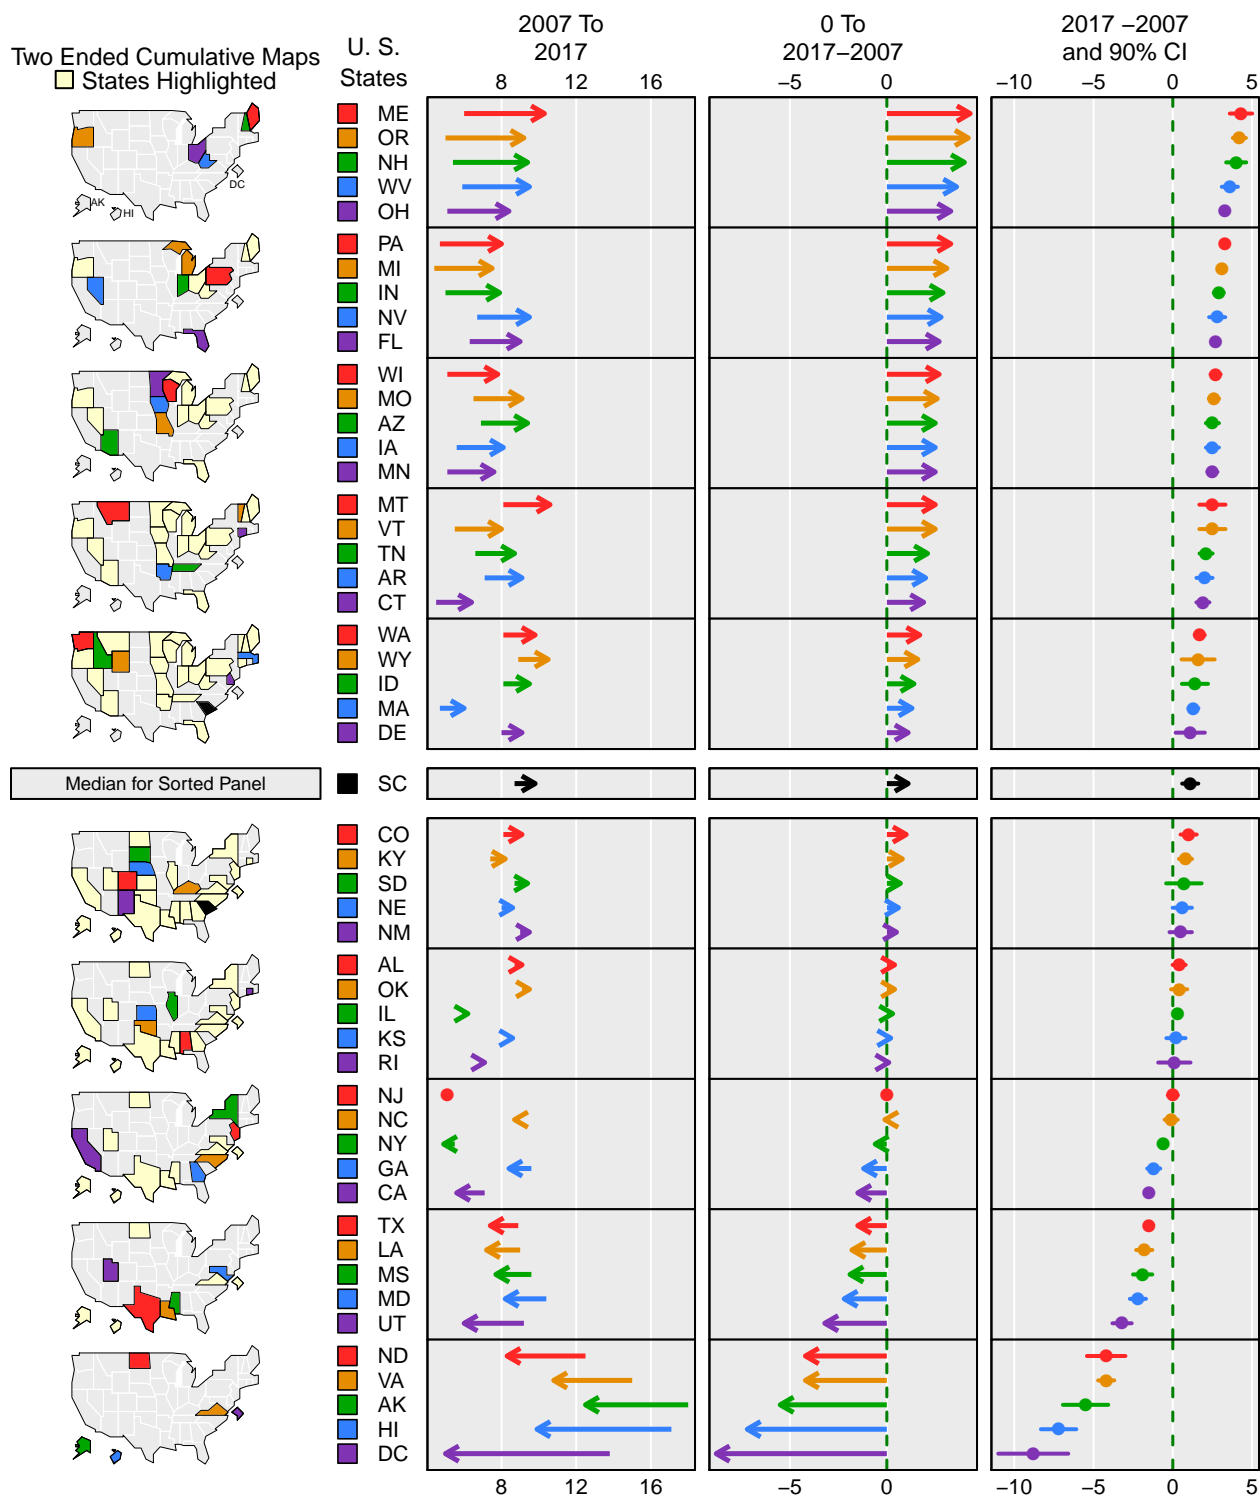 Two Ended Cumulative Maps
States Highlighted
U. S.
States
2007 To
2017
0 To
2017−2007
2017 −2007
and 90% CI
8 12 16
−5 0
−10 −5 0 5
AK
HI
DC
ME
OR
NH
WV
OH
PA
MI
IN
NV
FL
WI
MO
AZ
IA
MN
MT
VT
TN
AR
CT
WA
WY
ID
MA
DE
Median for Sorted Panel
SC
CO
KY
SD
NE
NM
AL
OK
IL
KS
RI
NJ
NC
NY
GA
CA
TX
LA
MS
MD
UT
ND
VA
AK
HI
DC
8 12 16
−5 0
−10 −5 0 5